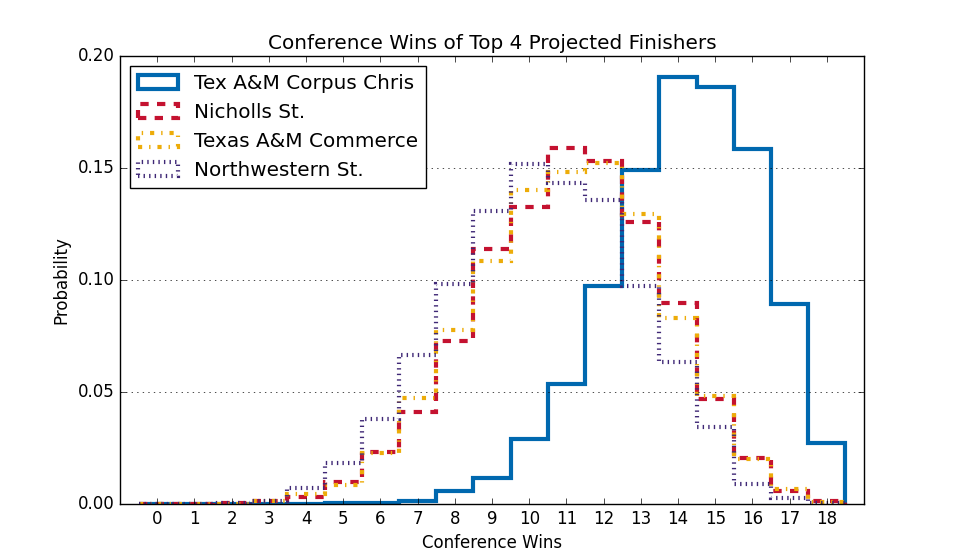 Conference Wins of Top 4 Projected Finishers
0.20
0.15
0.10
0.05
0.00
Probability
Tex A&M Corpus Chris
Nicholls St.
Texas A&M Commerce
Northwestern St.
0 1 2 3 4 5 6 7 8 9 10 11 12 13 14 15 16 17 18
Conference Wins